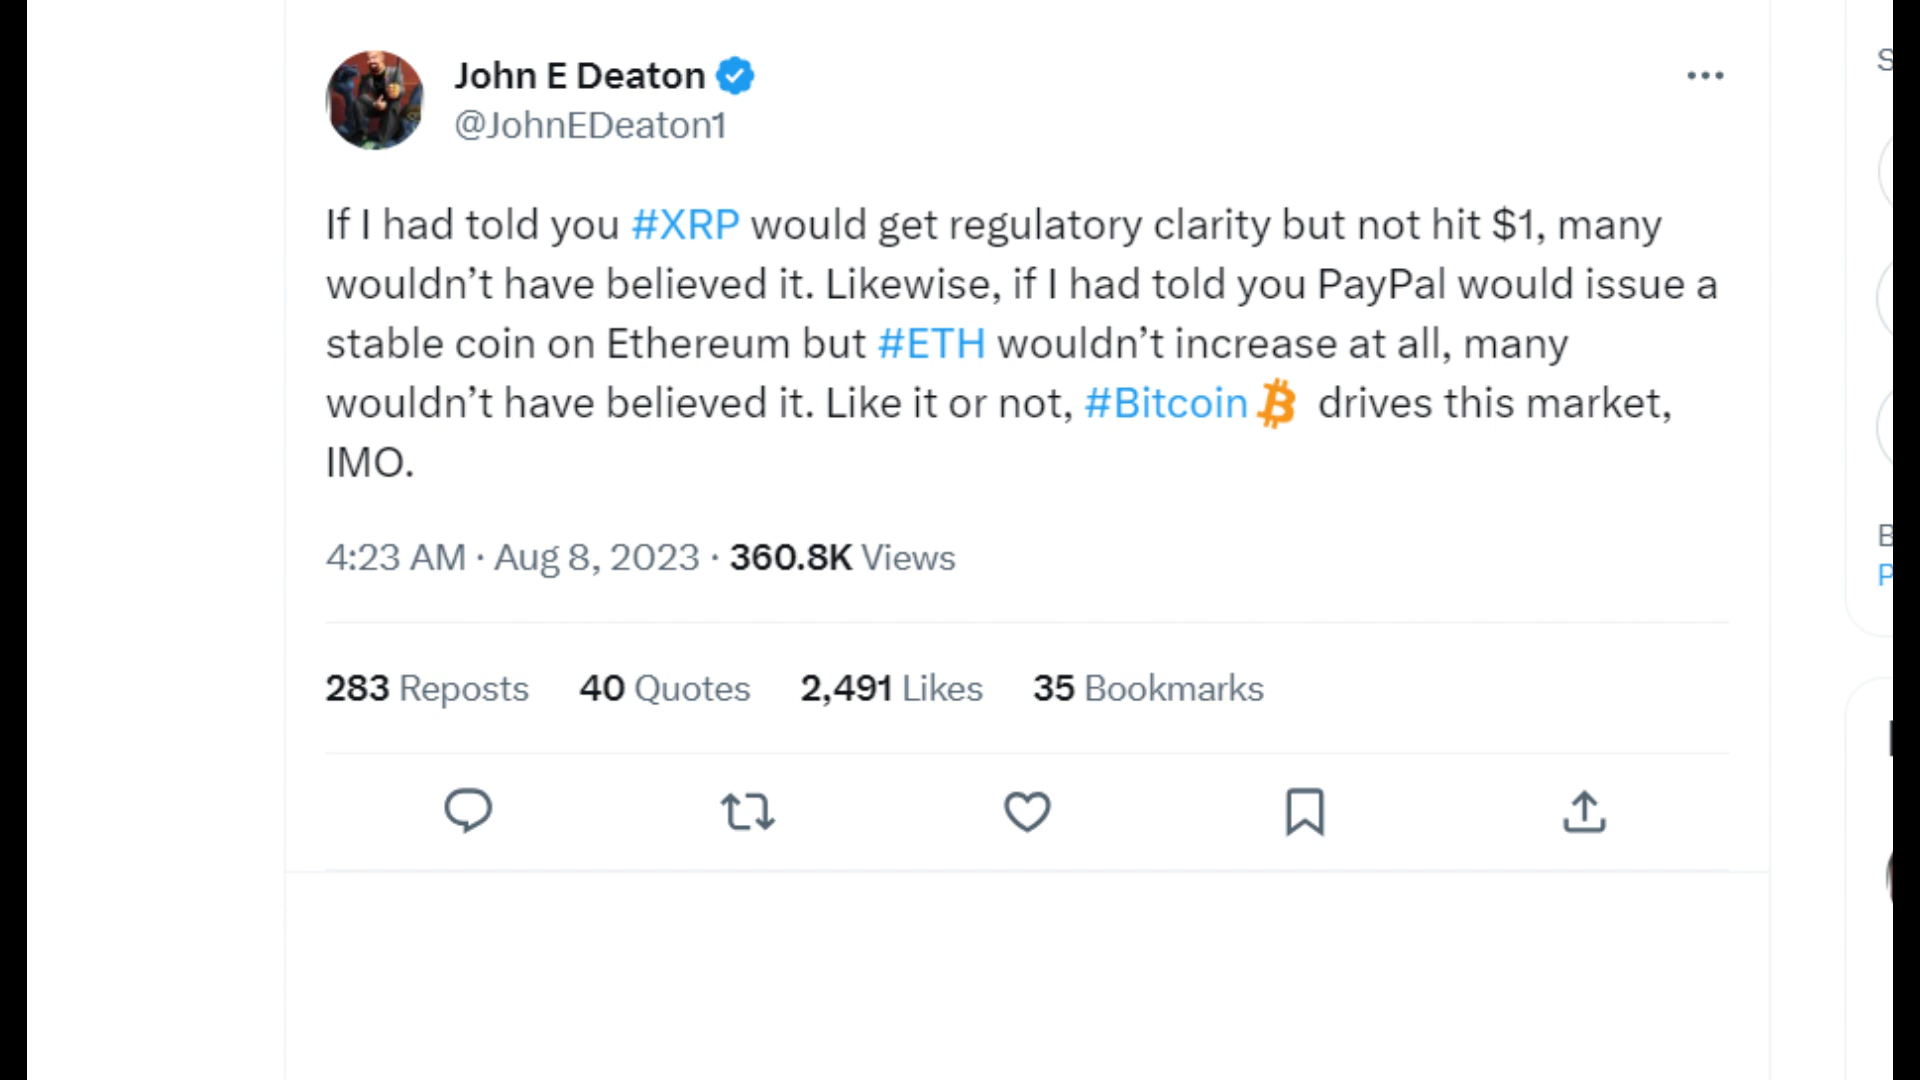 John E Deaton
@JohnEDeaton1
If I had told you #XRP would get regulatory clarity but not hit $1, many
wouldn’t have believed it. Likewise, if I had told you PayPal would issue a
stable coin on Ethereum but #ETH wouldn’t increase at all, many
wouldn’t have believed it. Like it or not, #Bitcoin drives this market,
IMO.
4:23 AM · Aug 8, 2023 · 360.8K Views
283 Reposts 40 Quotes 2,491 Likes 35 Bookmarks
S
B
P